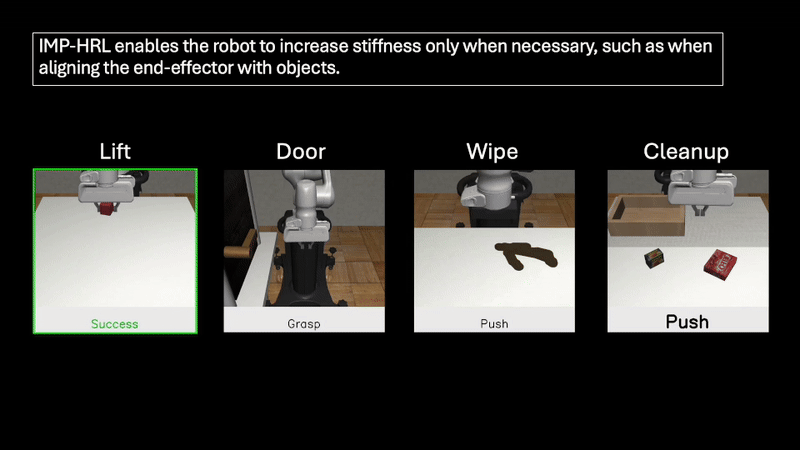 IMP-HRL enables the robot to increase stiffness only when necessary, such as when
aligning the end-effector with objects.
Lift
Door
Wipe
Cleanup
Success
Grasp
Push
Push